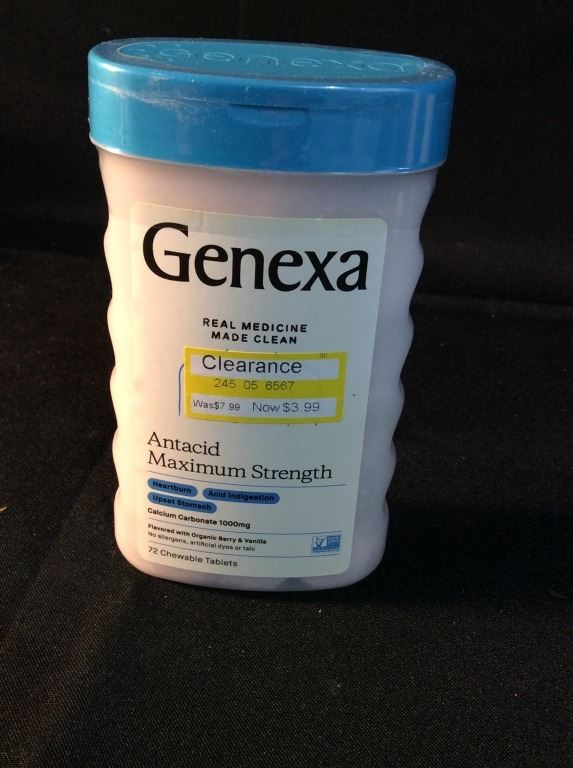 Genexa
Genexa
REAL MEDICINE
MADE CLEAN
50
Clearance
245 05 6567
Was$7.99 Now $3.99
Antacid
Maximum Strength
Heartburn Acid Indigestion
Upset Stomach
Calcium Carbonate 1000mg
Flavored with Organic Berry & Vanilla
No allergens, artificial dyes or talc
72 Chewable Tablets